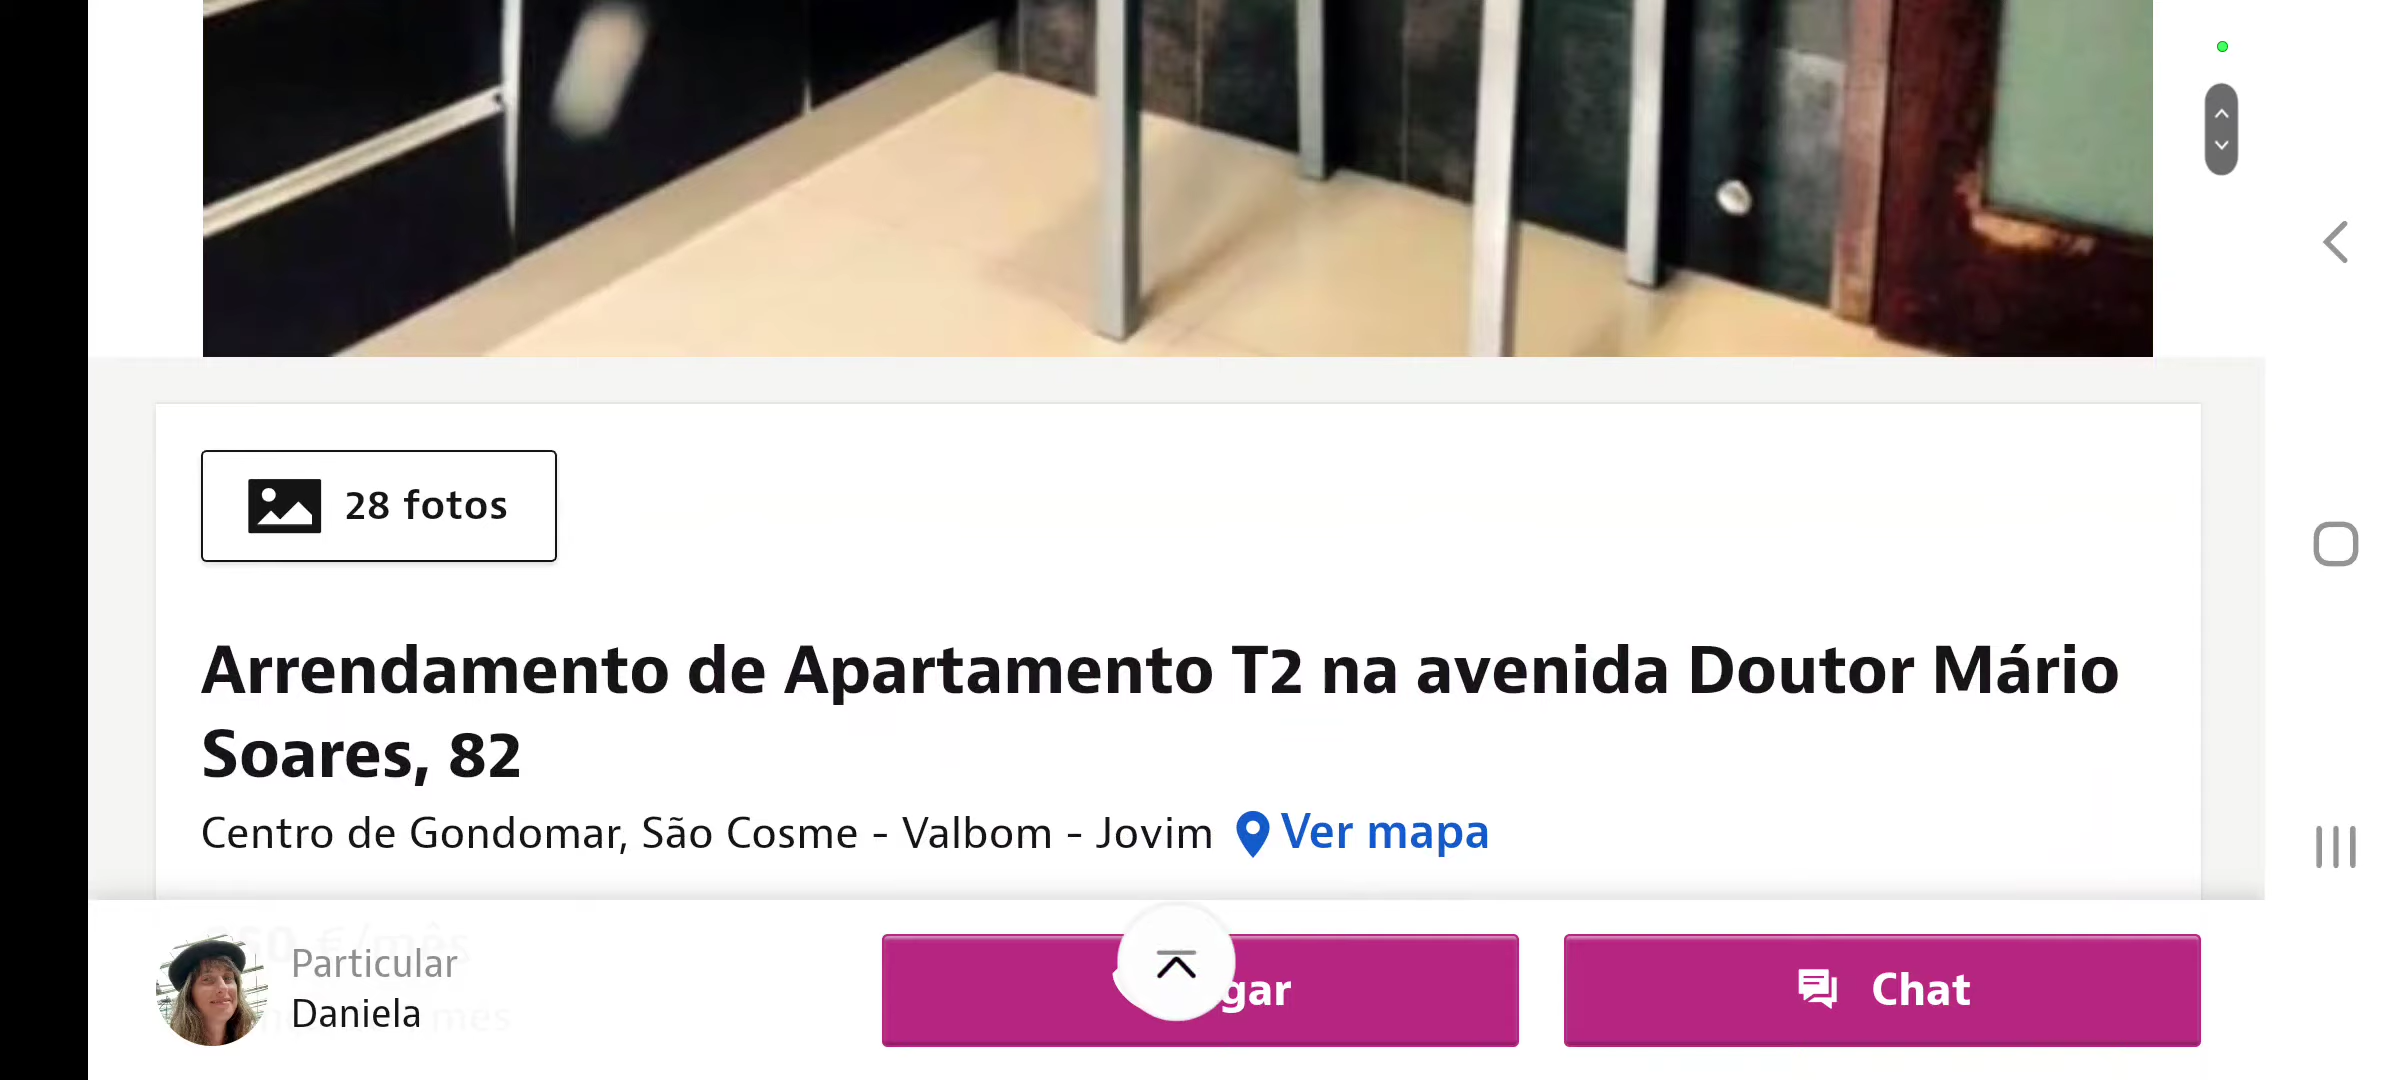 28 fotos
Arrendamento de Apartamento T2 na avenida Doutor Mário
Soares, 82
Centro de Gondomar, São Cosme - Valbom - Jovim Ver mapa
€/mês
Particular
Daniela
gar
Chat